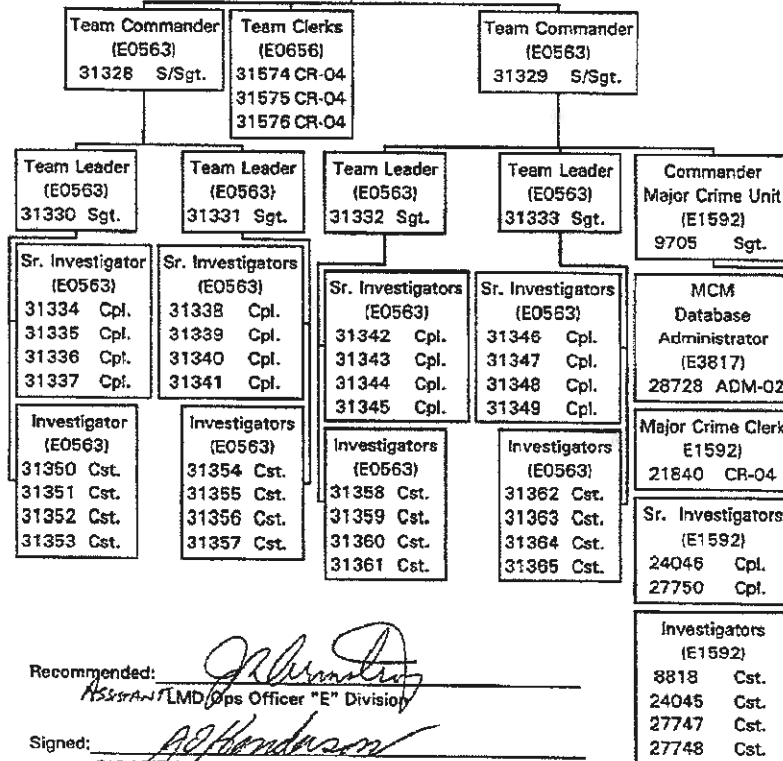 Team Commander
(E0563)
31328 S/Sgt.
Team Clerks
(E0656)
31574 CR-04
31575 CR-04
31576 CR-04
Team Commander
(E0563)
31329 S/Sgt.
Team Leader
(E0563)
31330 Sgt.
Team Leader
(E0563)
31331 Sgt.
Team Leader
(E0563)
31332 Sgt.
Team Leader
(E0563)
31333 Sgt.
Commander
Major Crime Unit
(E1592)
9705 Sgt.
Sr. Investigator
(E0563)
31334 Cpl.
31335 Cpl.
31336 Cpl.
31337 Cpl.
Sr. Investigators
(E0563)
31338 Cpl.
31339 Cpl.
31340 Cpl.
31341 Cpl.
Sr. Investigators
(E0563)
31342 Cpl.
31343 Cpl.
31344 Cpl.
31345 Cpl.
Sr. Investigators
(E0563)
31346 Cpl.
31347 Cpl.
31348 Cpl.
31349 Cpl.
MCM
Database
Administrator
(E3817)
28728 ADM-02
Investigator
(E0563)
31350 Cst.
31351 Cst.
31352 Cst.
31353 Cst.
Investigators
(E0563)
31354 Cst.
31355 Cst.
31356 Cst.
31357 Cst.
Investigators
(E0563)
31358 Cst.
31359 Cst.
31360 Cst.
31361 Cst.
Investigators
(E0563)
31362 Cst.
31363 Cst.
31364 Cst.
31365 Cst.
Major Crime Clerk
E1592)
21840 CR-04
Sr. Investigators
(E1592)
24046 Cpl.
27750 Cpl.
Investigators
(E1592)
8818 Cst.
24045 Cst.
27747 Cst.
27748 Cst.
Recommended:
ASSISTANT LMD Ops Officer "E" Division
Signed: